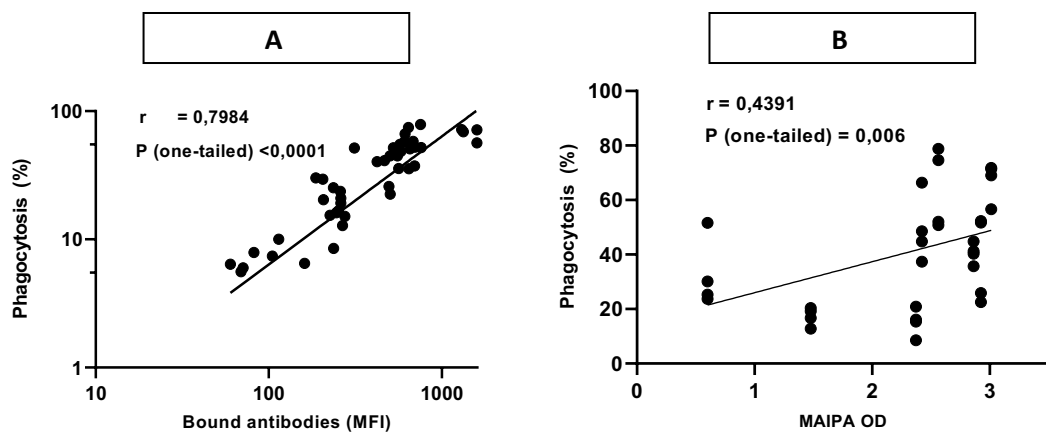 A
r = 0,7984
P (one-tailed) <0,0001
100
10
1
Phagocytosis (%)
10
100
1000
Bound antibodies (MFI)
B
r = 0,4391
P (one-tailed) = 0,006
100
80
60
40
20
0
Phagocytosis (%)
0
1
2
3
MAIPA OD